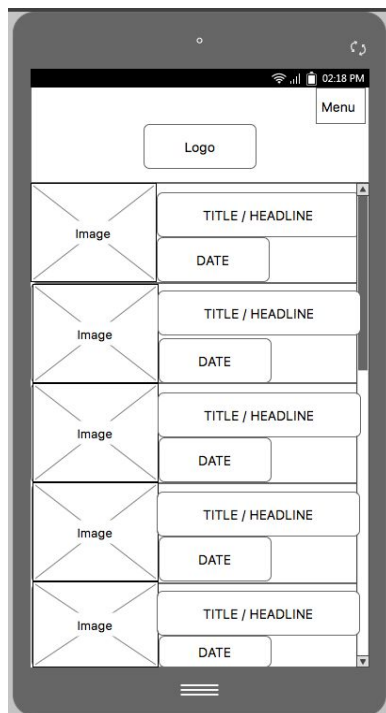 02:18 PM
Menu
Logo
Image
TITLE / HEADLINE
DATE
Image
TITLE / HEADLINE
DATE
Image
TITLE / HEADLINE
DATE
Image
TITLE / HEADLINE
DATE
Image
TITLE / HEADLINE
DATE